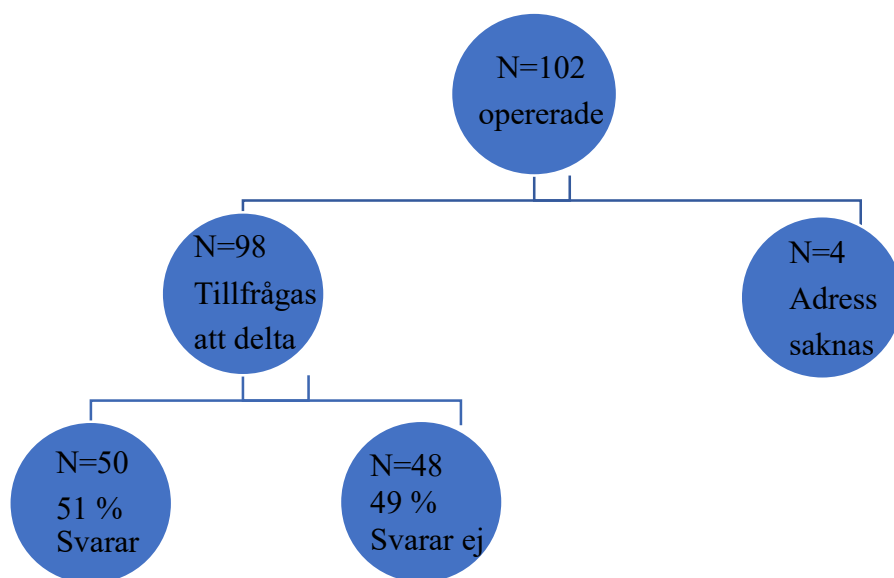 N=102
opererade
N=98
Tillfrågas
att delta
N=4
Adress
saknas
N=50
51 %
Svarar
N=48
49 %
Svarar ej